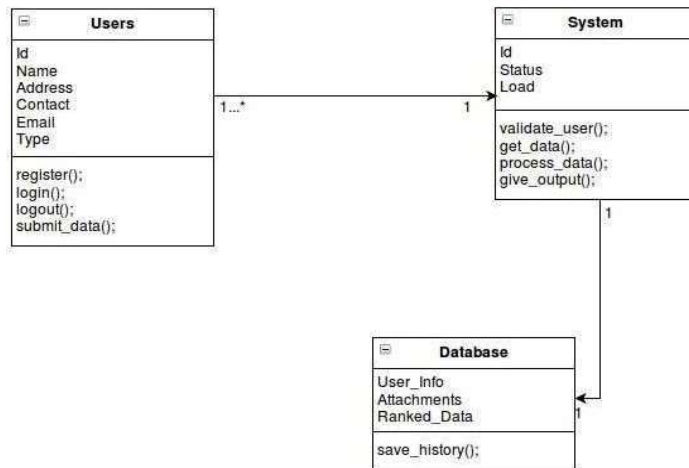 Users
Id
Name
Address
Contact
Email
Type
register();
login();
logout();
submit_data();
1...*
1
System
Id
Status
Load
validate_user();
get_data();
process_data();
give_output();
1
Database
User_Info
Attachments
Ranked_Data
save_history();
1